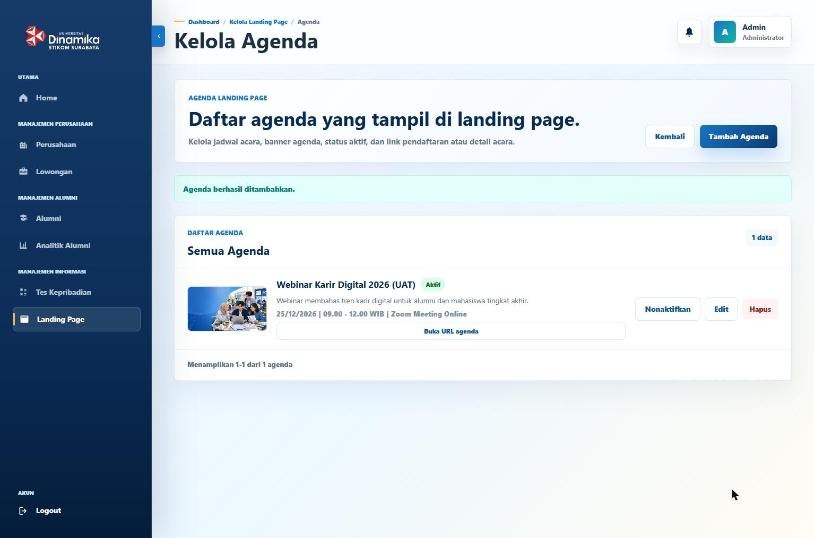 UNIVERSITAS
Dinamika
STIKOM SURABAYA
UTAMA
Home
MANAJEMEN PERUSAHAAN
Perusahaan
Lowongan
MANAJEMEN ALUMNI
Alumni
Analitik Alumni
MANAJEMEN INFORMASI
Tes Kepribadian
Landing Page
AKUN
Logout
Dashboard / Kelola Landing Page / Agenda
Kelola Agenda
A
Admin
Administrator
AGENDA LANDING PAGE
Daftar agenda yang tampil di landing page.
Kelola jadwal acara, banner agenda, status aktif, dan link pendaftaran atau detail acara.
Kembali
Tambah Agenda
Agenda berhasil ditambahkan.
DAFTAR AGENDA
Semua Agenda
1 data
Webinar Karir Digital 2026 (UAT) Aktif
Webinar membahas tren karir digital untuk alumni dan mahasiswa tingkat akhir.
25/12/2026 | 09.00 - 12.00 WIB | Zoom Meeting Online
Buka URL agenda
Nonaktifkan
Edit
Hapus
Menampilkan 1-1 dari 1 agenda